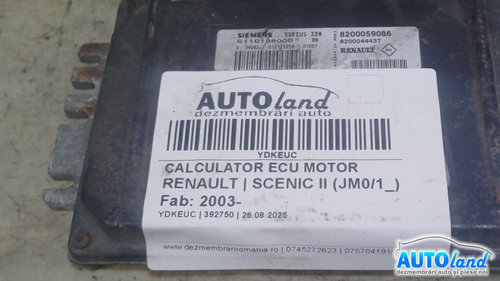 SIEMENS SIRIUS 32N
S110138000 B
8200059086
8200044437
RENAULT
AUTOland
dezmembrări auto
YDKEUC
CALCULATOR ECU MOTOR
RENAULT | SCENIC II (JM0/1_)
Fab: 2003-
YDKEUC | 392750 | 26.08.2025
www.dezmembrariromania.ro | 0745272623 | 075704191
AUTOland
dezmembrări auto și piese noi